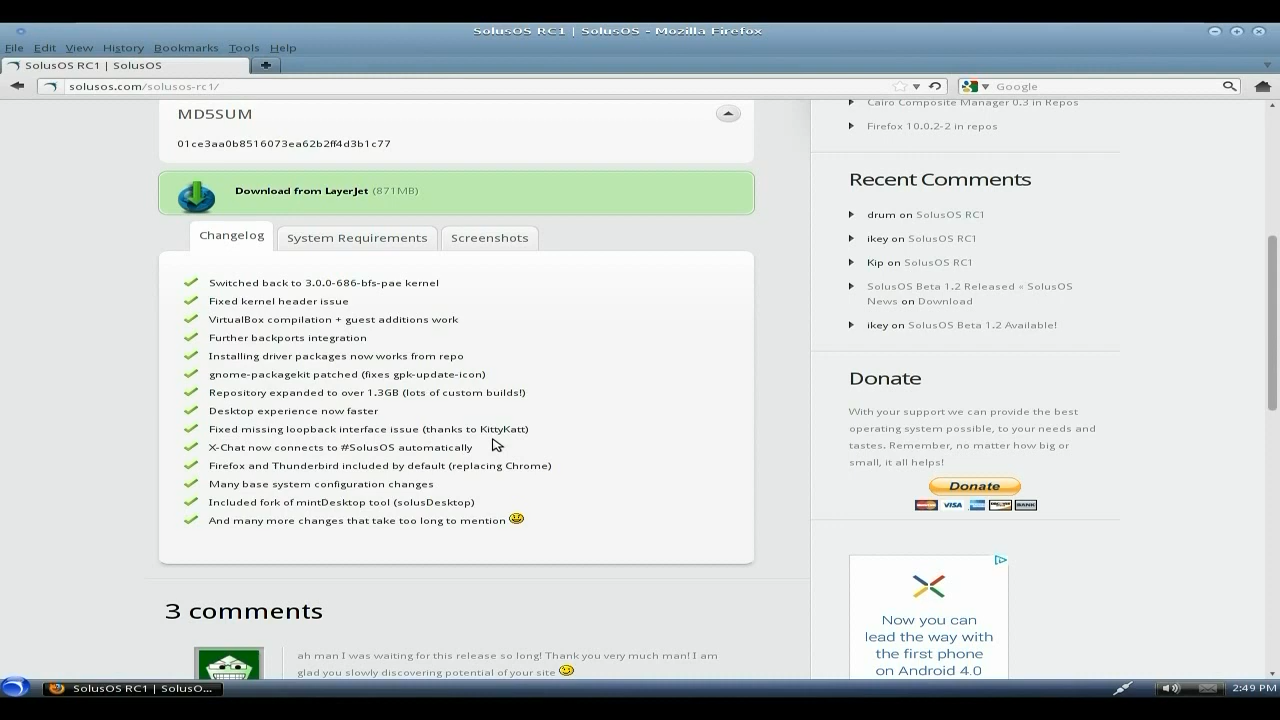 SolusOS RC1 | SolusOS - Mozilla Firefox
File Edit View History Bookmarks Tools Help
SolusOS RC1 | SolusOS
solusos.com/solusos-rc1/
Google
MD5SUM
01ce3aa0b8516073ea62b2ff4d3b1c77
Download from LayerJet (871MB)
Changelog System Requirements Screenshots
Switched back to 3.0.0-686-bfs-pae kernel
Fixed kernel header issue
VirtualBox compilation + guest additions work
Further backports integration
Installing driver packages now works from repo
gnome-packagekit patched (fixes gpk-update-icon)
Repository expanded to over 1.3GB (lots of custom builds!)
Desktop experience now faster
Fixed missing loopback interface issue (thanks to KittyKatt)
X-Chat now connects to #SolusOS automatically
Firefox and Thunderbird included by default (replacing Chrome)
Many base system configuration changes
Included fork of mintDesktop tool (solusDesktop)
And many more changes that take too long to mention
3 comments
ah man I was waiting for this release so long! Thank you very much man! I am
glad you slowly discovering potential of your site
Cairo Composite Manager 0.3 in Repos
Firefox 10.0.2-2 in repos
Recent Comments
drum on SolusOS RC1
ikey on SolusOS RC1
Kip on SolusOS RC1
SolusOS Beta 1.2 Released « SolusOS
News on Download
ikey on SolusOS Beta 1.2 Available!
Donate
With your support we can provide the best
operating system possible, to your needs and
tastes. Remember, no matter how big or
small, it all helps!
Donate
VISA
BANK
Now you can
lead the way with
the first phone
on Android 4.0
SolusOS RC1 | SolusO...
2:49 PM